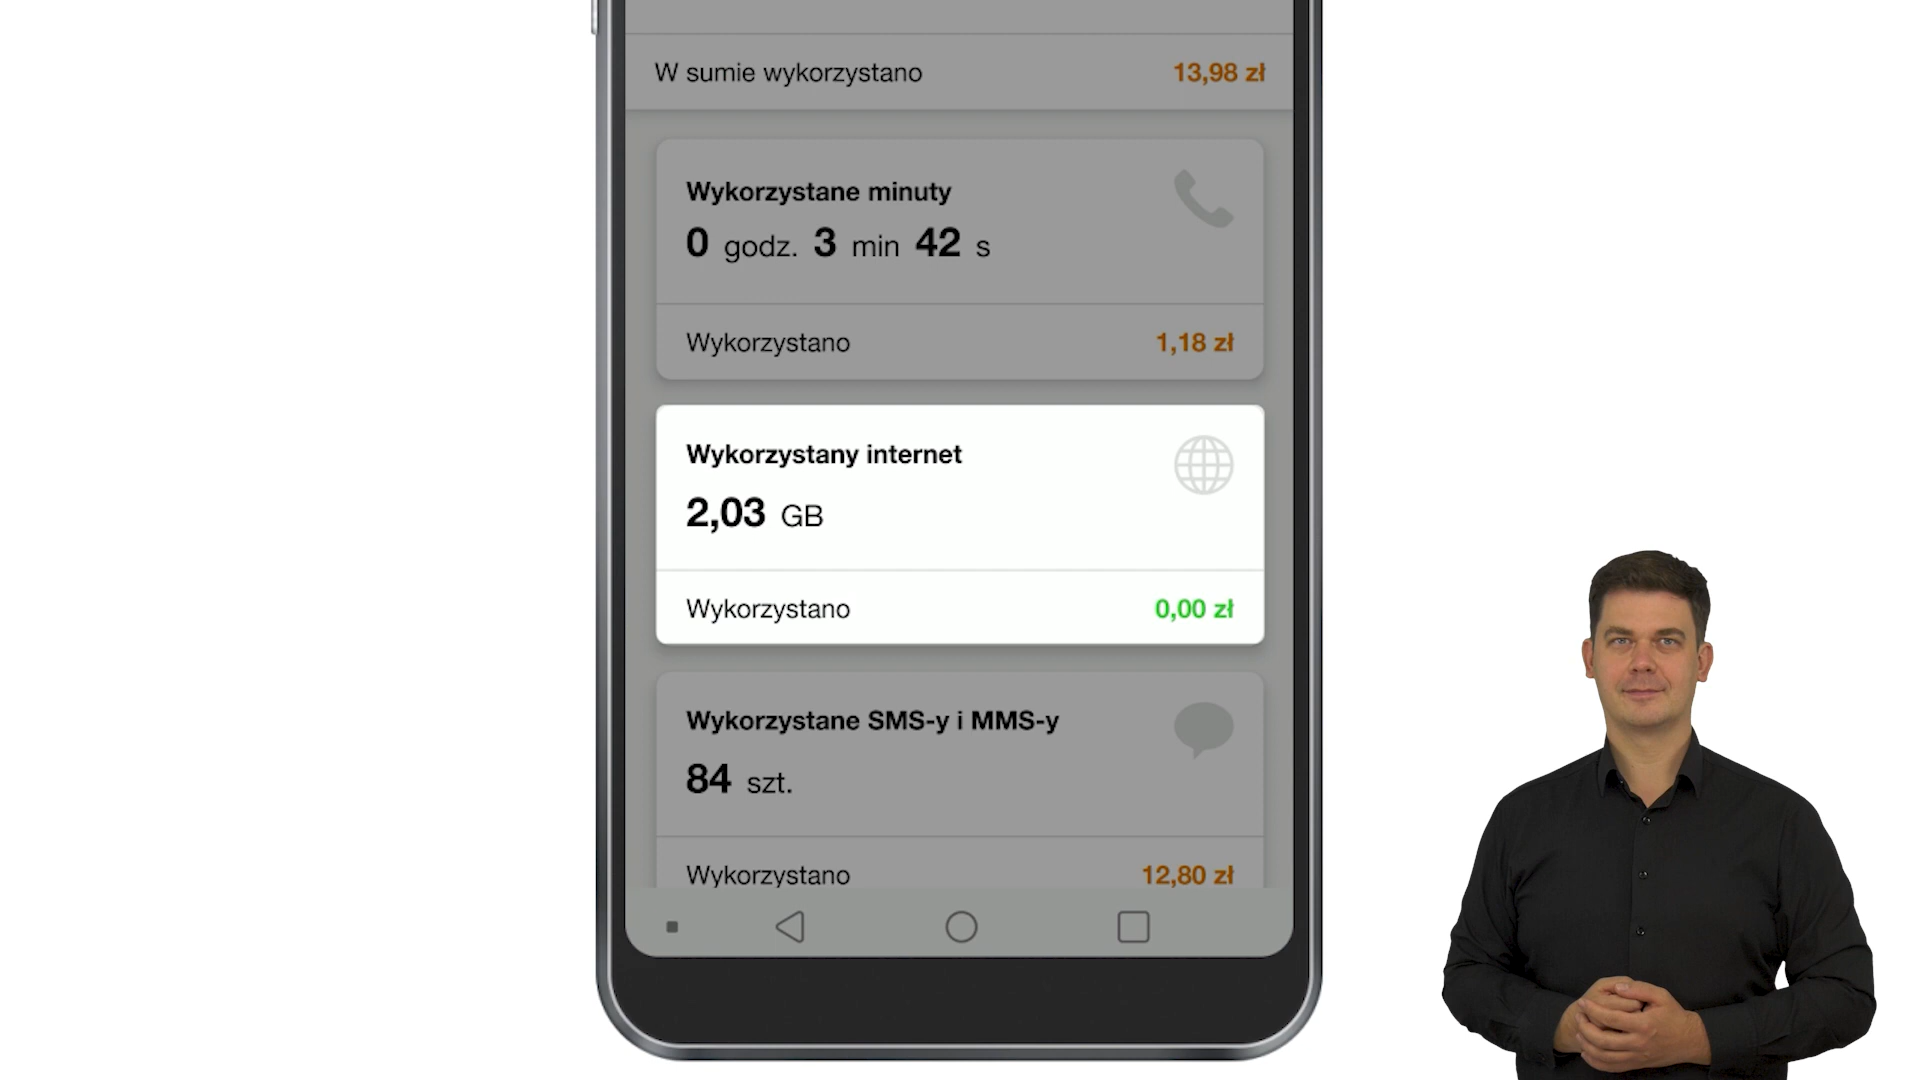 W sumie wykorzystano 13,98 zł
Wykorzystane minuty
0 godz. 3 min 42 s
Wykorzystano 1,18 zł
Wykorzystany internet
2,03 GB
Wykorzystano 0,00 zł
Wykorzystane SMS-y i MMS-y
84 szt.
Wykorzystano 12,80 zł